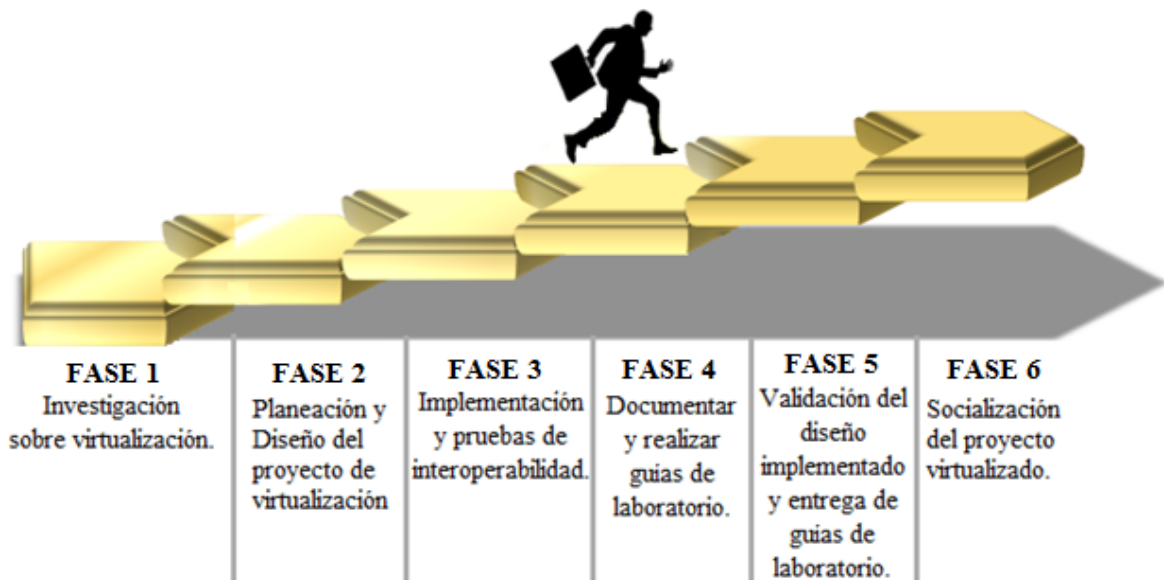 FASE 1
Investigación
sobre virtualización.
FASE 2
Planeación y
Diseño del
proyecto de
virtualización
FASE 3
Implementación
y pruebas de
interoperabilidad.
FASE 4
Documentar
y realizar
guías de
laboratorio.
FASE 5
Validación del
diseño
implementado
y entrega de
guías de
laboratorio.
FASE 6
Socialización
del proyecto
virtualizado.